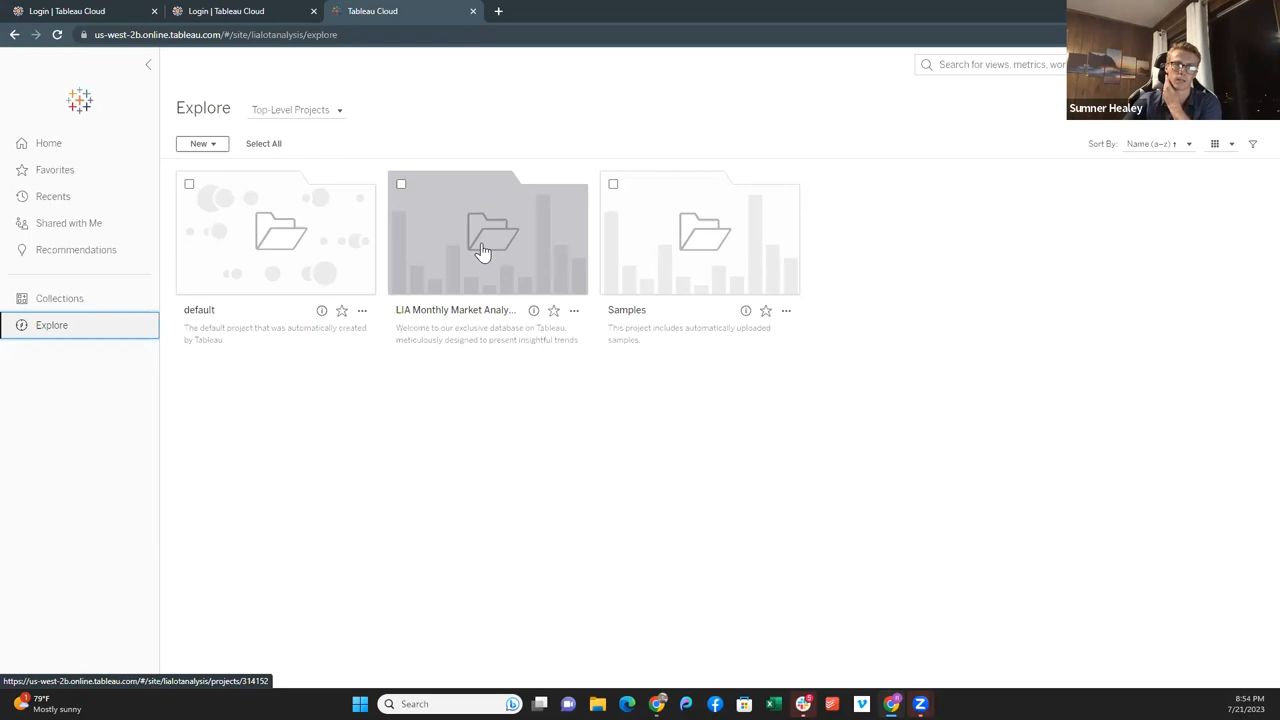 Login | Tableau Cloud
Login | Tableau Cloud
Tableau Cloud
us-west-2b.online.tableau.com/#/site/lialotanalysis/explore
Search for views, metrics, wor
Sumner Healey
Explore
Top-Level Projects
New
Select All
Sort By: Name (a–z)
Home
Favorites
Recents
Shared with Me
Recommendations
Collections
Explore
default
The default project that was automatically created
by Tableau.
LIA Monthly Market Analy...
Welcome to our exclusive database on Tableau,
meticulously designed to present insightful trends
Samples
This project includes automatically uploaded
samples.
https://us-west-2b.online.tableau.com/#/site/lialotanalysis/projects/314152
79°F
Mostly sunny
Search
8:54 PM
7/21/2023